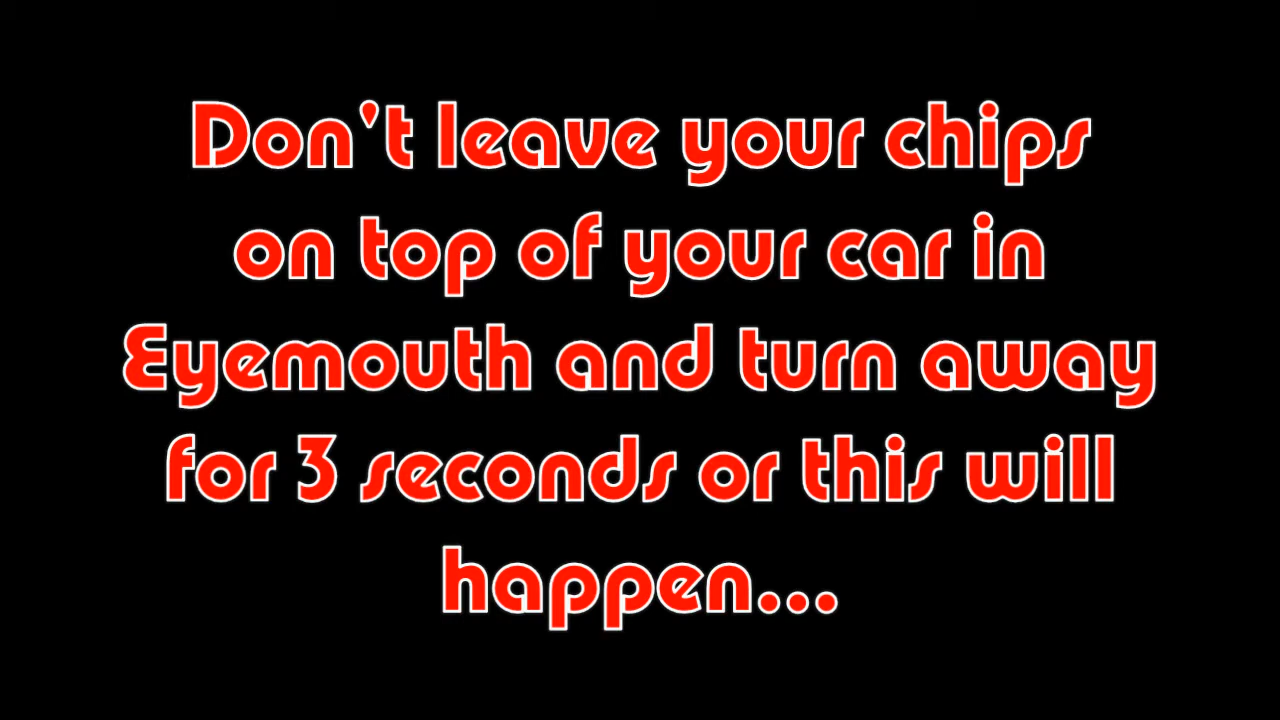 Don't leave your chips
on top of your car in
Eyemouth and turn away
for 3 seconds or this will
happen...